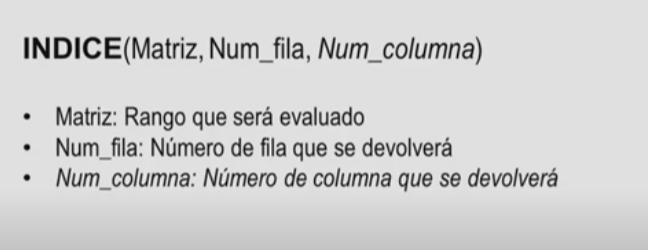 INDICE(Matriz, Num_fila, Num_columna)
• Matriz: Rango que será evaluado
• Num_fila: Número de fila que se devolverá
• Num_columna: Número de columna que se devolverá